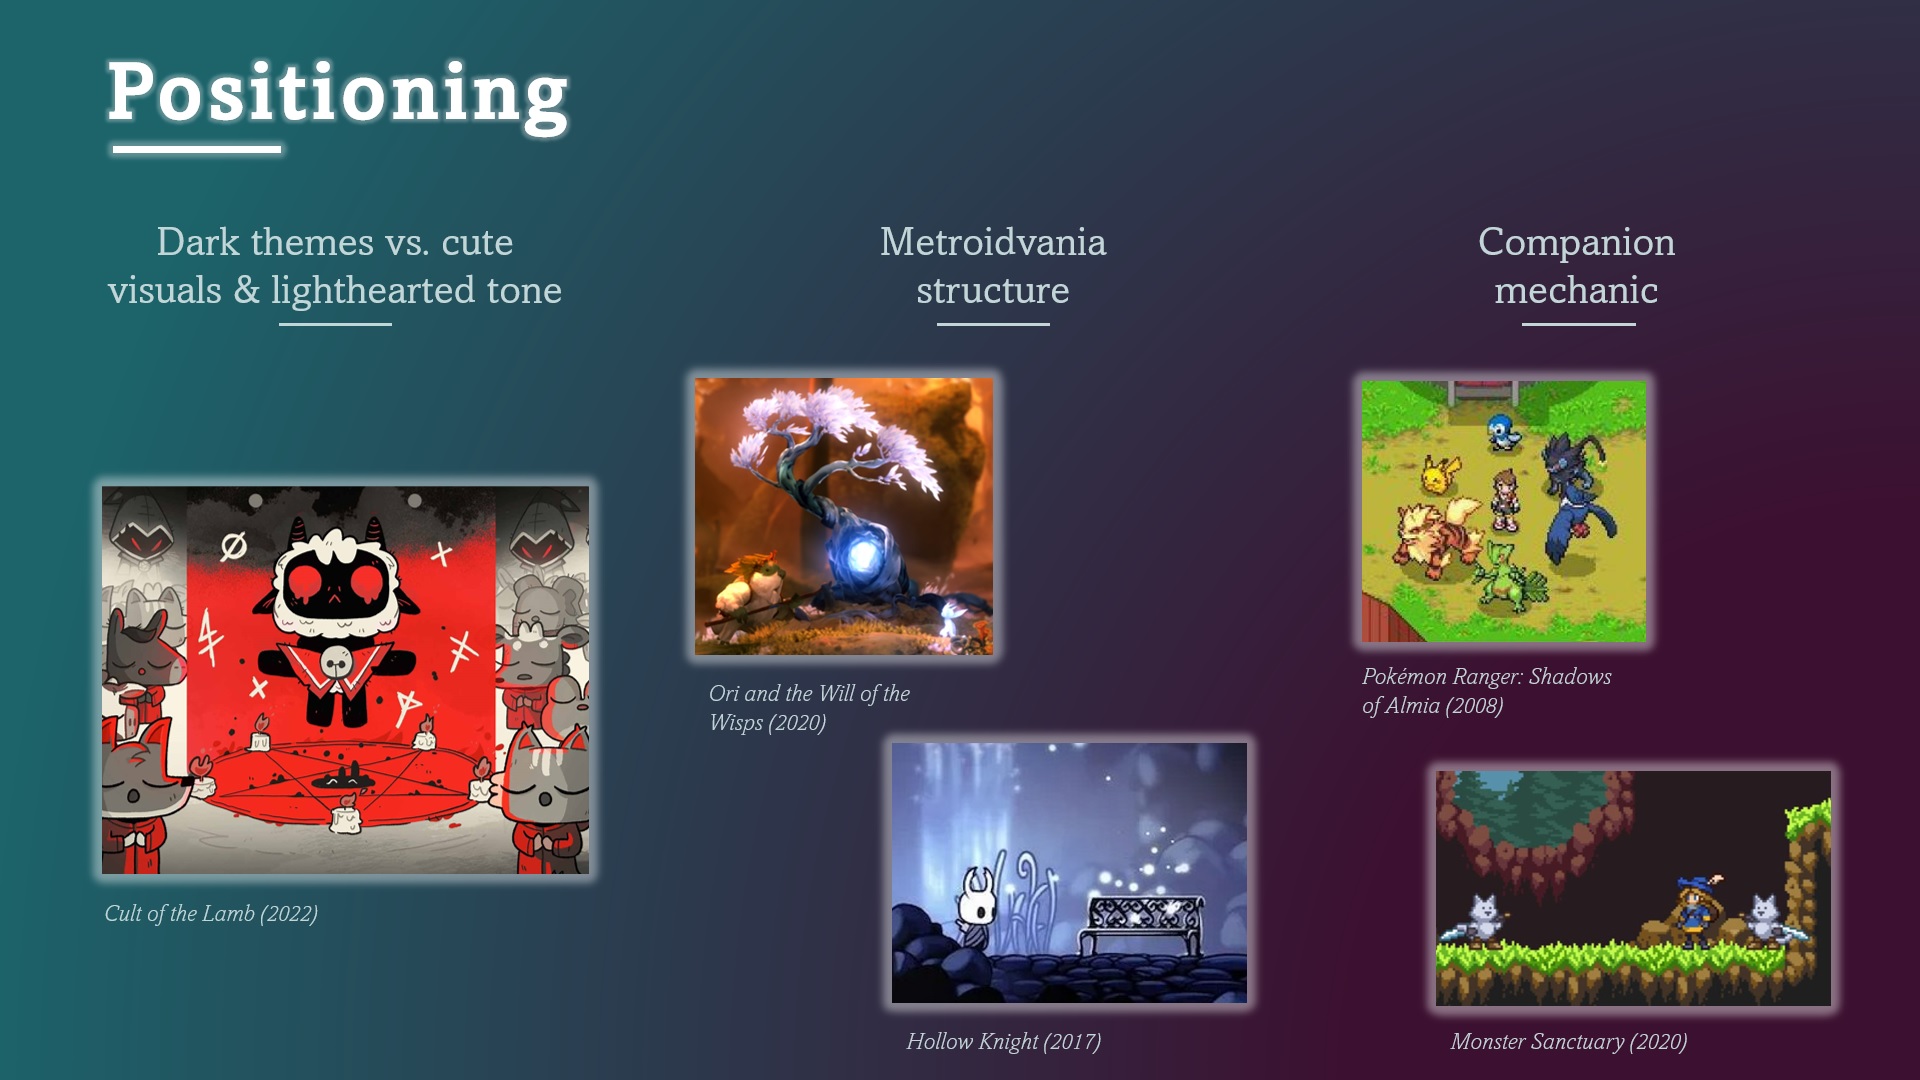 Positioning
Dark themes vs. cute
visuals & lighthearted tone
Metroidvania
structure
Companion
mechanic
Cult of the Lamb (2022)
Ori and the Will of the
Wisps (2020)
Hollow Knight (2017)
Pokémon Ranger: Shadows
of Almia (2008)
Monster Sanctuary (2020)